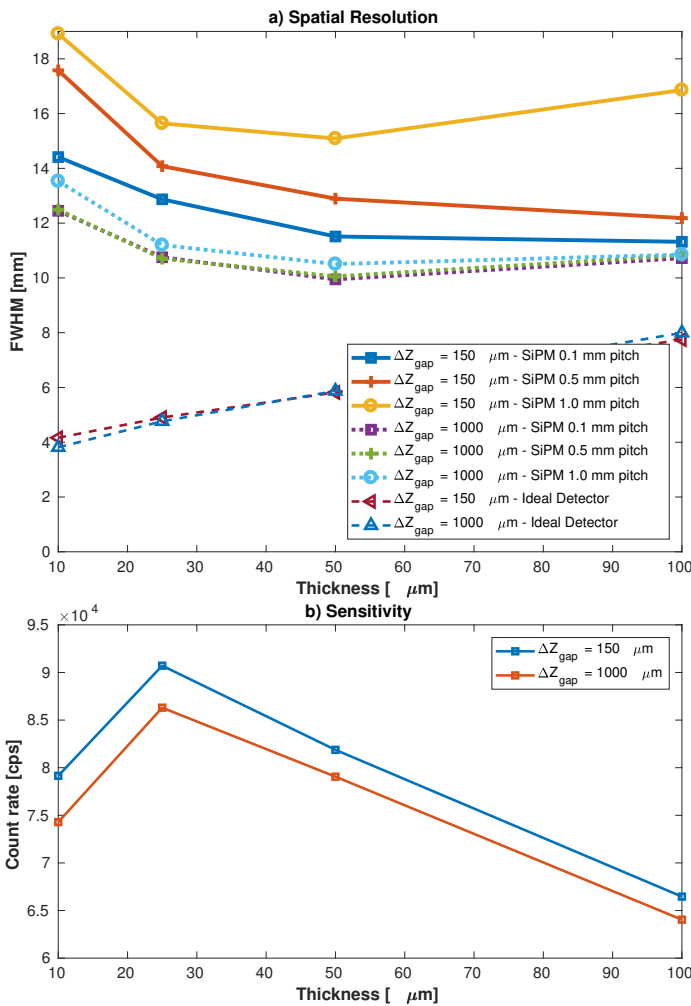 a) Spatial Resolution
18
16
14
12
10
8
6
4
2
0
FWHM [mm]
ΔZgap = 150 μm - SiPM 0.1 mm pitch
ΔZgap = 150 μm - SiPM 0.5 mm pitch
ΔZgap = 150 μm - SiPM 1.0 mm pitch
ΔZgap = 1000 μm - SiPM 0.1 mm pitch
ΔZgap = 1000 μm - SiPM 0.5 mm pitch
ΔZgap = 1000 μm - SiPM 1.0 mm pitch
ΔZgap = 150 μm - Ideal Detector
ΔZgap = 1000 μm - Ideal Detector
10 20 30 40 50 60 70 80 90 100
Thickness [ μm]
×10^4
b) Sensitivity
9.5
9
8.5
8
7.5
7
6.5
6
Count rate [cps]
ΔZgap = 150 μm
ΔZgap = 1000 μm
10 20 30 40 50 60 70 80 90 100
Thickness [ μm]